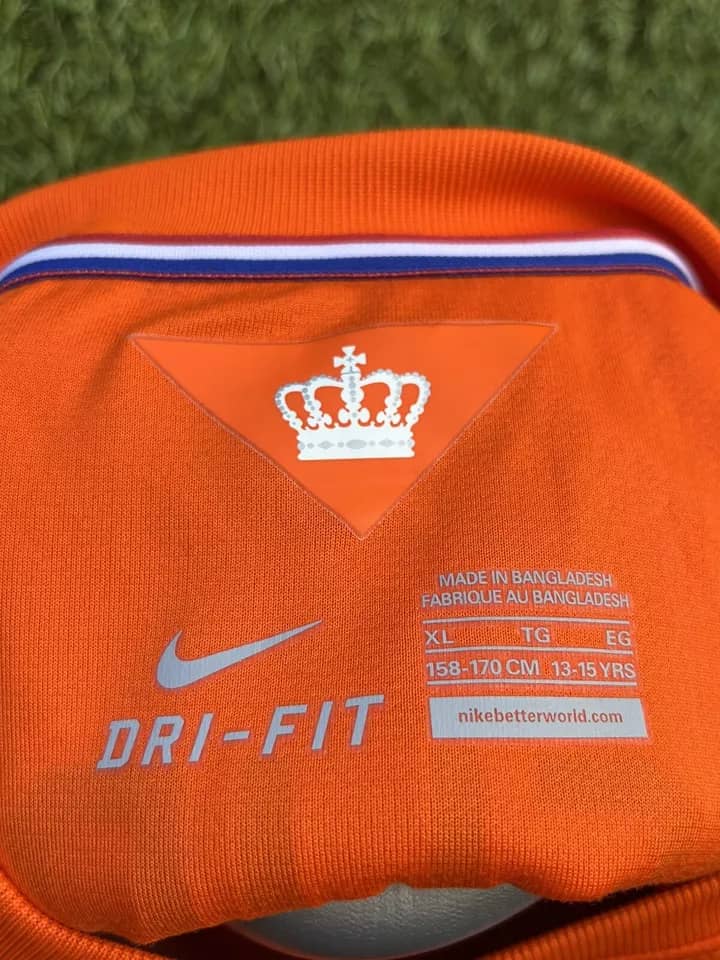 MADE IN BANGLADESH
FABRIQUE AU BANGLADESH
XL TG EG
158-170 CM 13-15 YRS
nikebetterworld.com
DRI-FIT